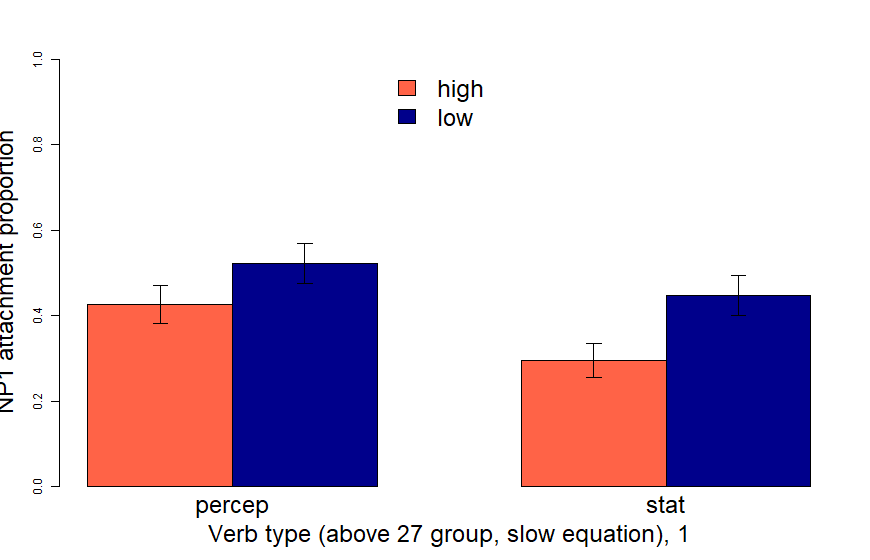 NP1 attachment proportion
1.0
0.8
0.6
0.4
0.2
0.0
high
low
percep
stat
Verb type (above 27 group, slow equation), 1